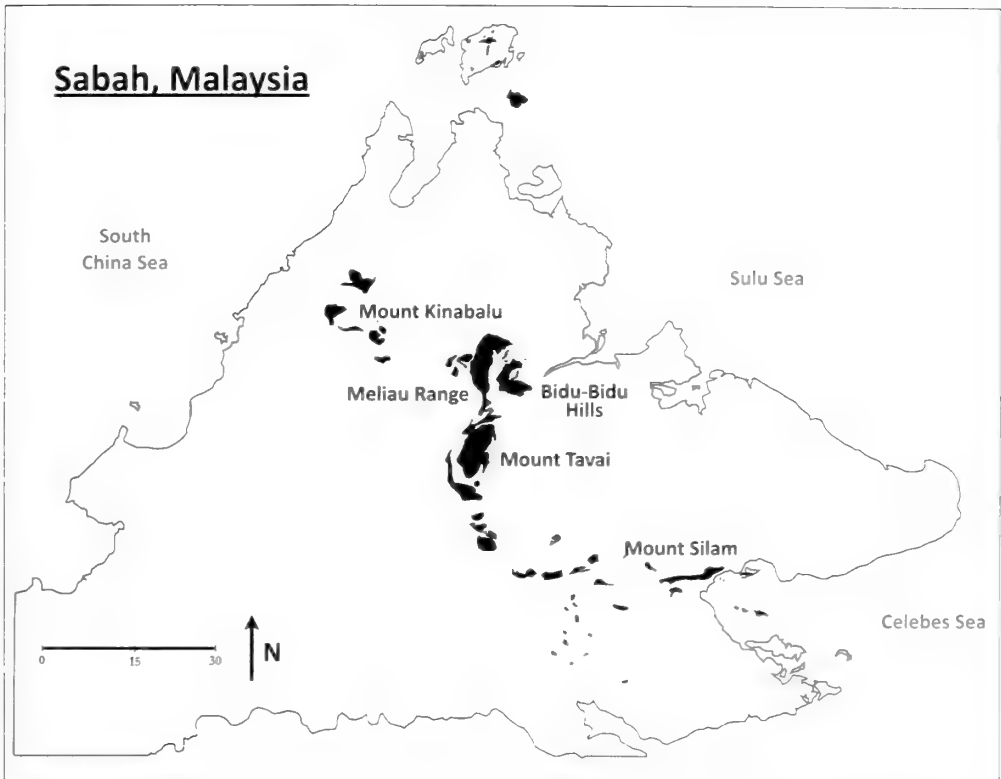 Sabah, Malaysia
South
China Sea
Sulu Sea
Mount Kinabalu
Meliau Range
Bidu-Bidu
Hills
Mount Tavai
Mount Silam
Celebes Sea
N
0 15 30